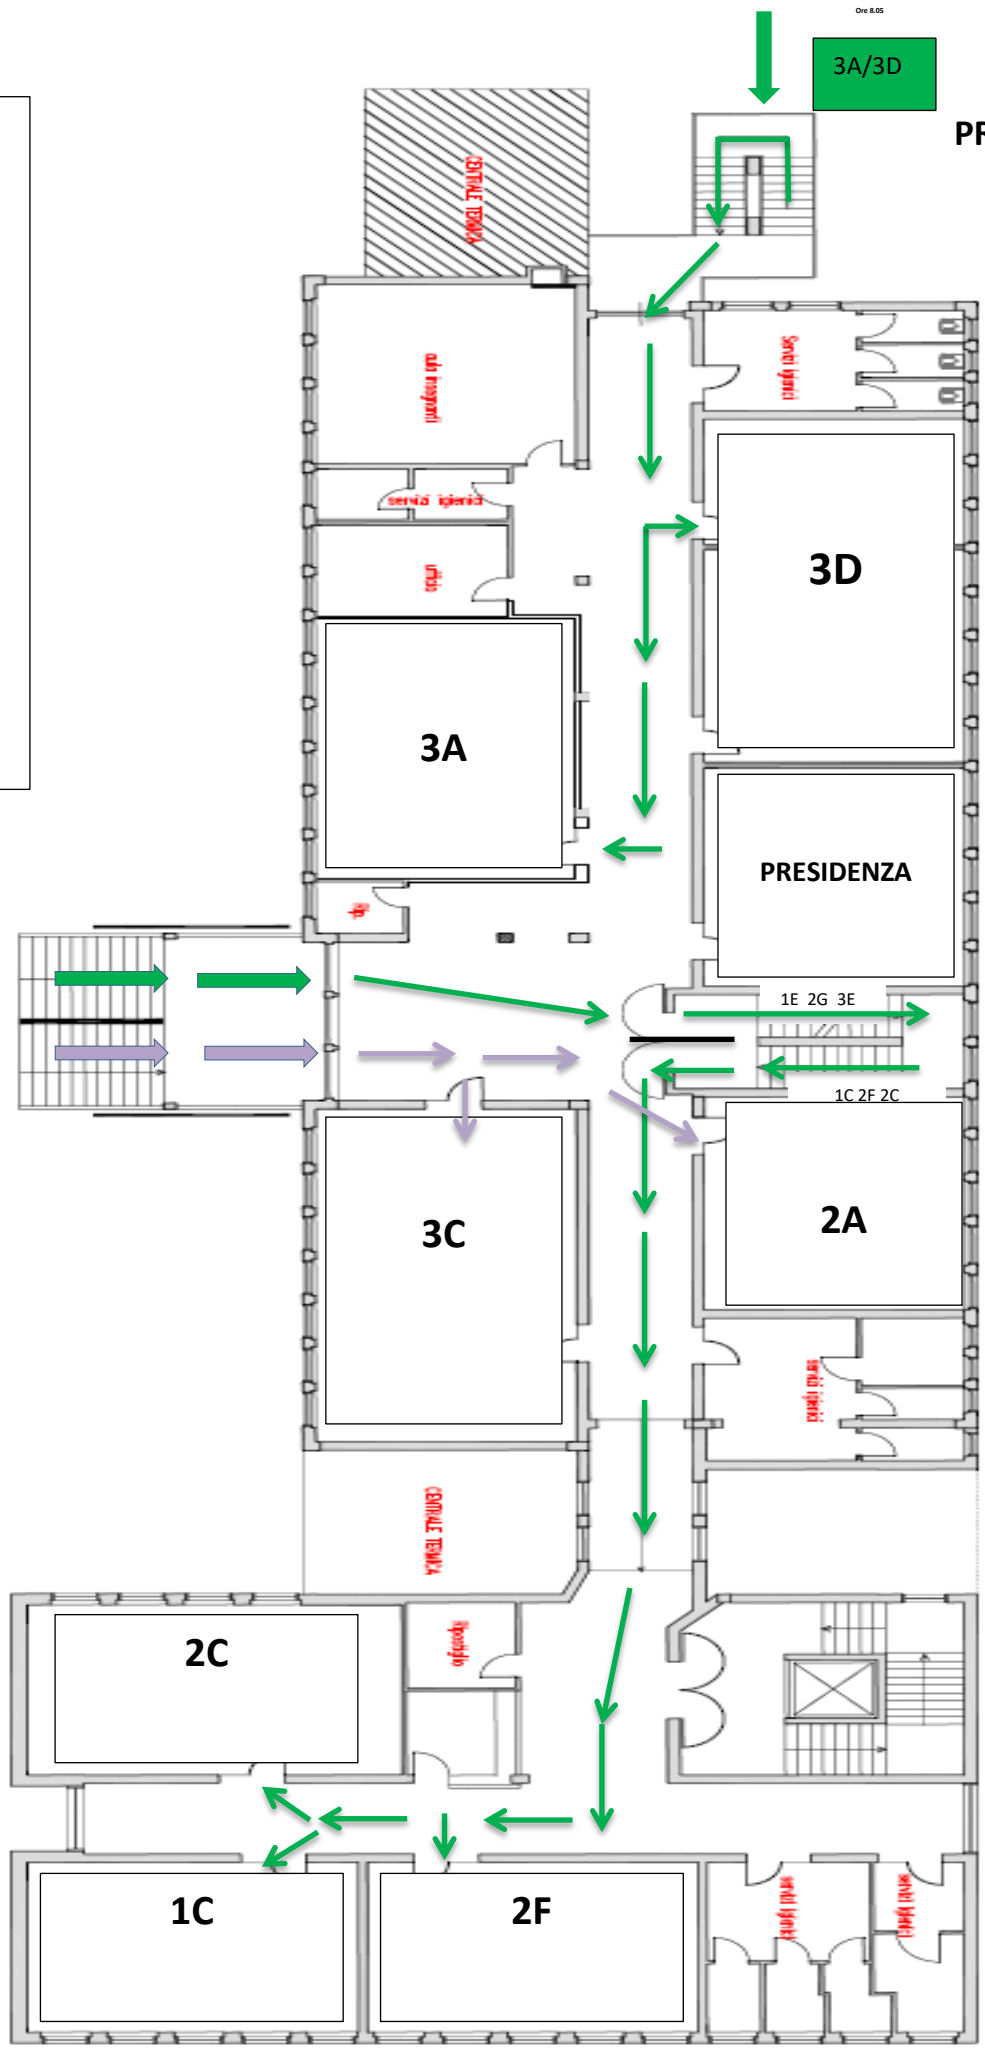 Ore 8.05
3A/3D
PR
CENTRALE TERMICA
aula insegnanti
Servizi igienici
servizi igienici
ufficio
3D
3A
PRESIDENZA
Rip.
1E 2G 3E
1C 2F 2C
2A
3C
servizi igienici
CENTRALE TERMICA
2C
Ripostiglio
1C
2F
servizi igienici
servizi igienici